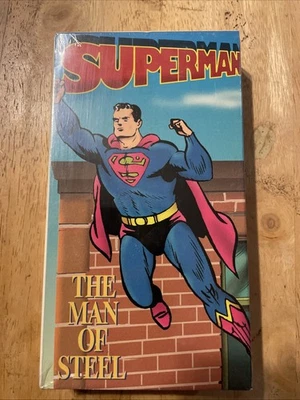 SUPERMAN
S
THE
MAN
OF
STEEL